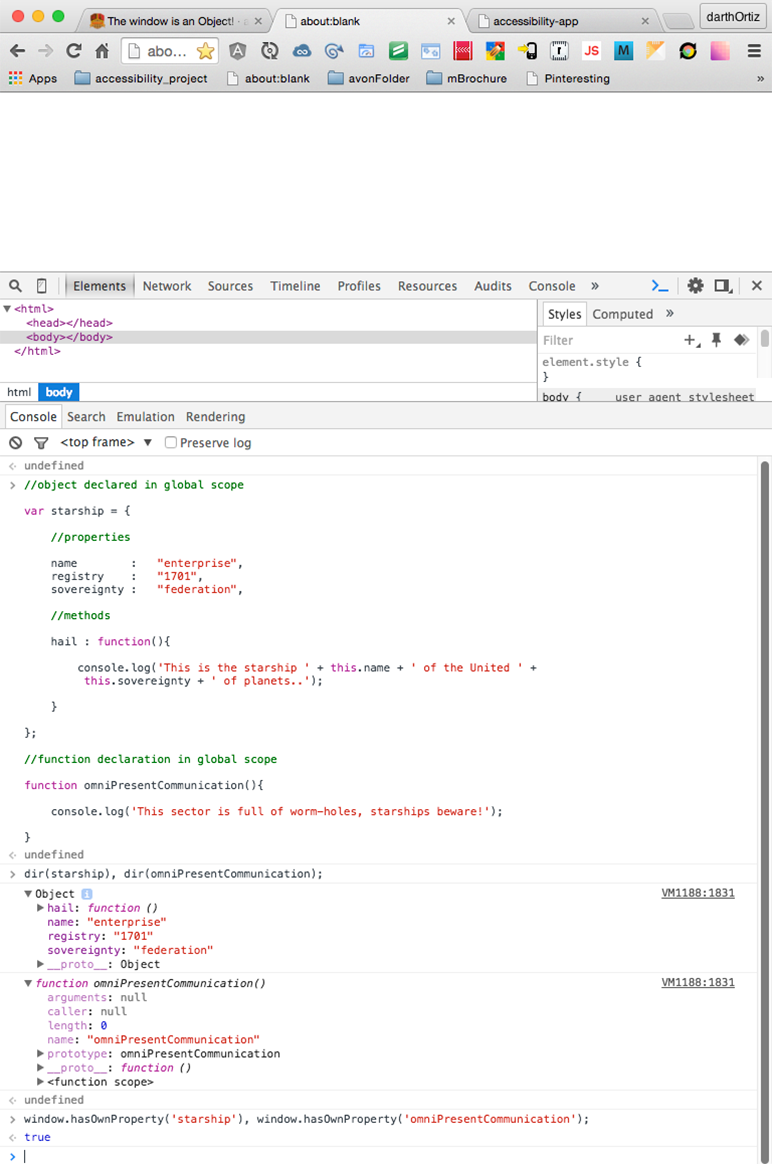 The window is an Object! - a
about:blank
accessibility-app
darthOrtiz
abo...
JS
M
Apps
accessibility_project
about:blank
avonFolder
mBrochure
Pinteresting
»
Elements Network Sources Timeline Profiles Resources Audits Console »
<html>
<head></head>
<body></body>
</html>
html body
Styles Computed »
Filter
element.style {
}
body { user agent stylesheet
Console Search Emulation Rendering
<top frame> ▼ Preserve log
undefined
//object declared in global scope
var starship = {
//properties
name : "enterprise",
registry : "1701",
sovereignty : "federation",
//methods
hail : function(){
console.log('This is the starship ' + this.name + ' of the United ' +
this.sovereignty + ' of planets..');
}
};
//function declaration in global scope
function omniPresentCommunication(){
console.log('This sector is full of worm-holes, starships beware!');
}
undefined
dir(starship), dir(omniPresentCommunication);
▼Object i VM1188:1831
▶hail: function ()
name: "enterprise"
registry: "1701"
sovereignty: "federation"
▶__proto__: Object
▼function omniPresentCommunication() VM1188:1831
arguments: null
caller: null
length: 0
name: "omniPresentCommunication"
▶prototype: omniPresentCommunication
▶__proto__: function ()
▶<function scope>
undefined
window.hasOwnProperty('starship'), window.hasOwnProperty('omniPresentCommunication');
true